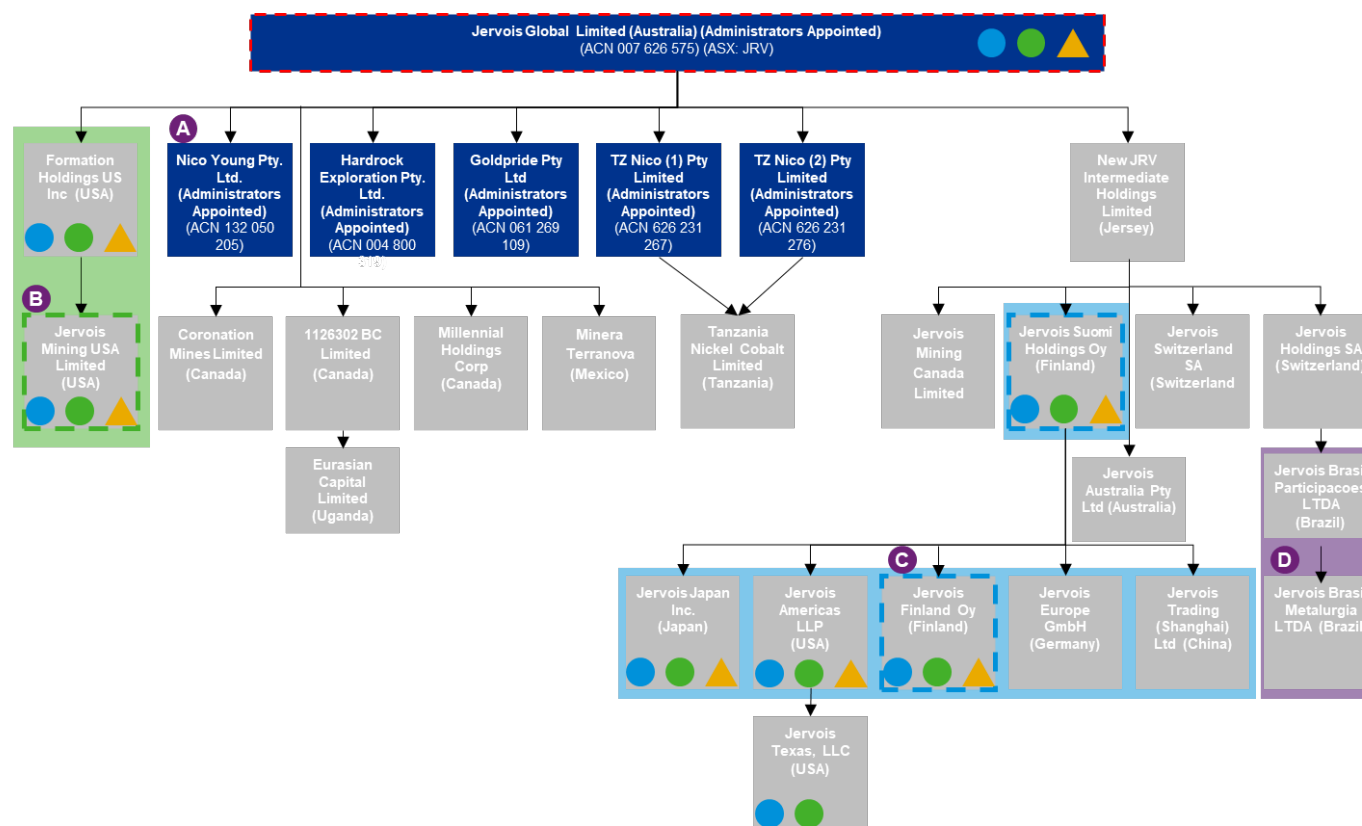 Jervois Global Limited (Australia) (Administrators Appointed)
(ACN 007 626 575) (ASX: JRV)
A
Formation
Holdings US
Inc (USA)
Nico Young Pty.
Ltd.
(Administrators
Appointed)
(ACN 132 050
205)
Hardrock
Exploration Pty.
Ltd.
(Administrators
Appointed)
(ACN 004 800
Goldpride Pty
Ltd
(Administrators
Appointed)
(ACN 061 269
109)
TZ Nico (1) Pty
Limited
(Administrators
Appointed)
(ACN 626 231
267)
TZ Nico (2) Pty
Limited
(Administrators
Appointed)
(ACN 626 231
276)
New JRV
Intermediate
Holdings
Limited
(Jersey)
B
Jervois
Mining USA
Limited
(USA)
Coronation
Mines Limited
(Canada)
1126302 BC
Limited
(Canada)
Millennial
Holdings
Corp
(Canada)
Minera
Terranova
(Mexico)
Tanzania
Nickel Cobalt
Limited
(Tanzania)
Jervois
Mining
Canada
Limited
Jervois Suomi
Holdings Oy
(Finland)
Jervois
Switzerland
SA
(Switzerland
Jervois
Holdings SA
(Switzerland)
Eurasian
Capital
Limited
(Uganda)
Jervois
Australia Pty
Ltd (Australia)
Jervois Brasil
Participacoes
LTDA
(Brazil)
C
D
Jervois Japan
Inc.
(Japan)
Jervois
Americas
LLP
(USA)
Jervois
Finland Oy
(Finland)
Jervois
Europe
GmbH
(Germany)
Jervois
Trading
(Shanghai)
Ltd (China)
Jervois Brasil
Metalurgia
LTDA (Brazil)
Jervois
Texas, LLC
(USA)